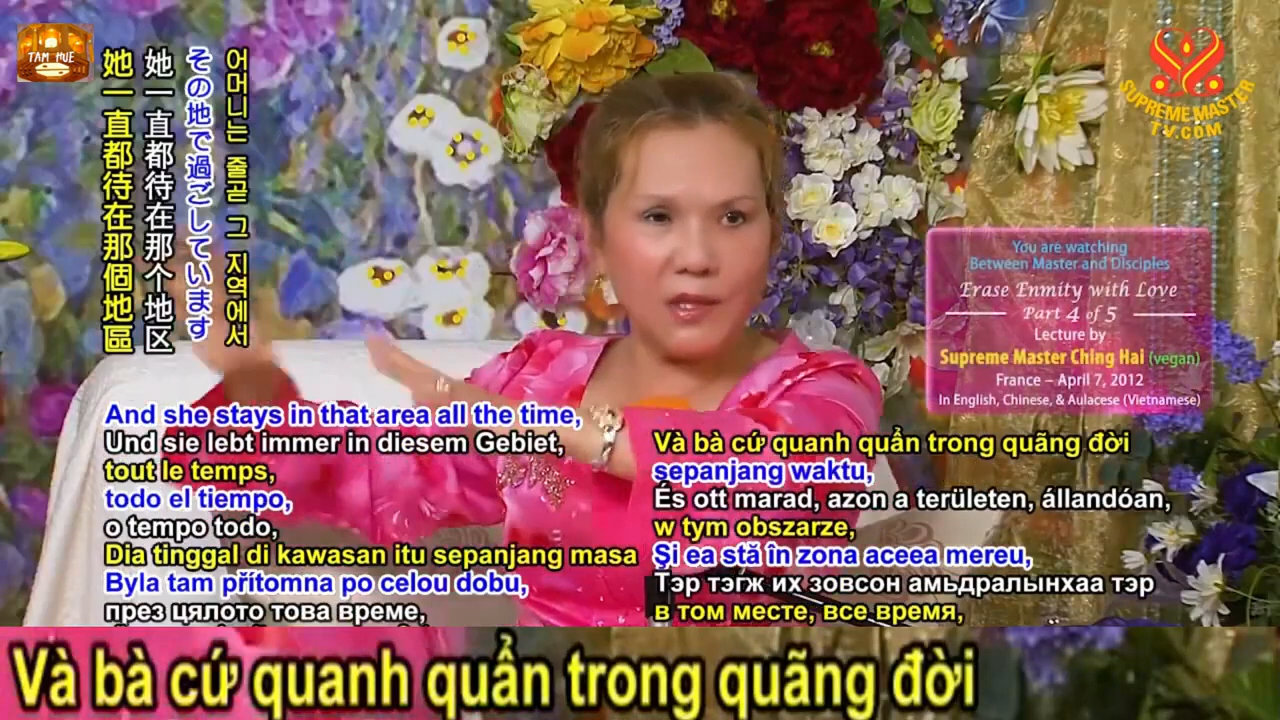 TAM HUE
她一直都待在那個地區
她一直都待在那个地区
その地で過ごしています
어머니는 줄곧 그 지역에서
SUPREME MASTER
TV.COM
You are watching
Between Master and Disciples
Erase Enmity with Love
Part 4 of 5
Lecture by
Supreme Master Ching Hai (vegan)
France – April 7, 2012
In English, Chinese, & Aulacese (Vietnamese)
And she stays in that area all the time,
Und sie lebt immer in diesem Gebiet,
tout le temps,
todo el tiempo,
o tempo todo,
Dia tinggal di kawasan itu sepanjang masa
Byla tam přítomna po celou dobu,
през цялото това време,
Và bà cứ quanh quẩn trong quãng đời
sepanjang waktu,
És ott marad, azon a területen, állandóan,
w tym obszarze,
Şi ea stă în zona aceea mereu,
Тэр тэгж их зовсон амьдралынхаа тэр
в том месте, все время,
Và bà cứ quanh quẩn trong quãng đời